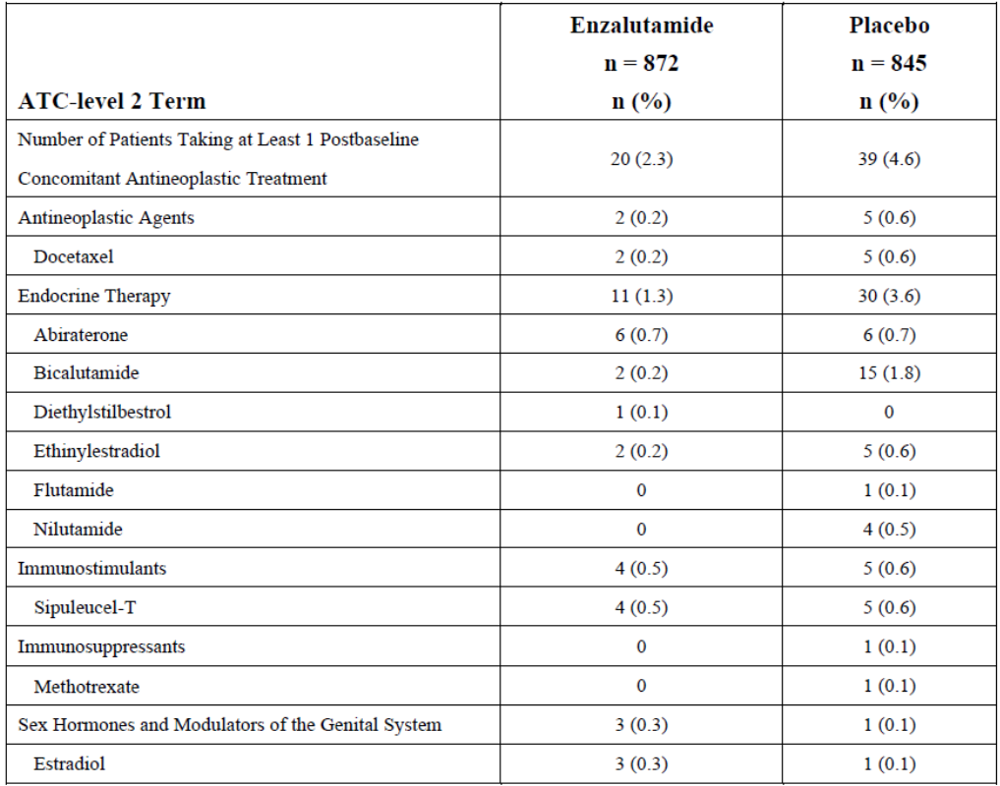 Enzalutamide Placebo
n = 872 n = 845
ATC-level 2 Term n (%) n (%)
Number of Patients Taking at Least 1 Postbaseline
Concomitant Antineoplastic Treatment 20 (2.3) 39 (4.6)
Antineoplastic Agents 2 (0.2) 5 (0.6)
Docetaxel 2 (0.2) 5 (0.6)
Endocrine Therapy 11 (1.3) 30 (3.6)
Abiraterone 6 (0.7) 6 (0.7)
Bicalutamide 2 (0.2) 15 (1.8)
Diethylstilbestrol 1 (0.1) 0
Ethinylestradiol 2 (0.2) 5 (0.6)
Flutamide 0 1 (0.1)
Nilutamide 0 4 (0.5)
Immunostimulants 4 (0.5) 5 (0.6)
Sipuleucel-T 4 (0.5) 5 (0.6)
Immunosuppressants 0 1 (0.1)
Methotrexate 0 1 (0.1)
Sex Hormones and Modulators of the Genital System 3 (0.3) 1 (0.1)
Estradiol 3 (0.3) 1 (0.1)